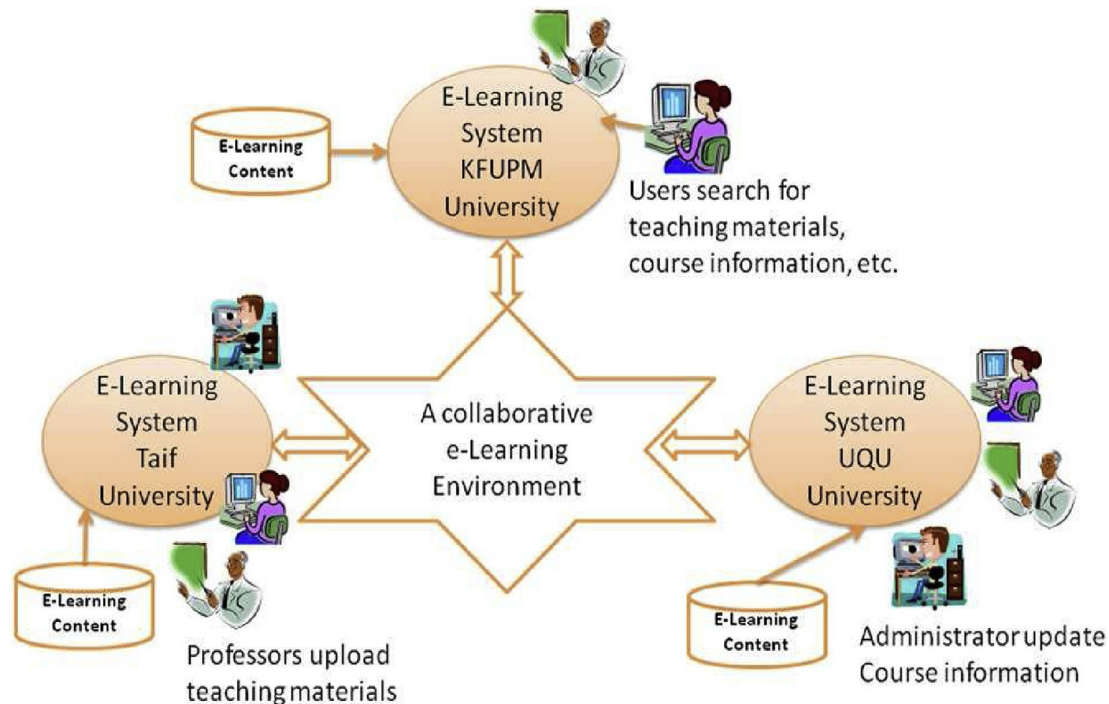 E-Learning
System
KFUPM
University
E-Learning
Content
Users search for
teaching materials,
course information, etc.
E-Learning
System
Taif
University
A collaborative
e-Learning
Environment
E-Learning
System
UQU
University
E-Learning
Content
Professors upload
teaching materials
E-Learning
Content
Administrator update
Course information